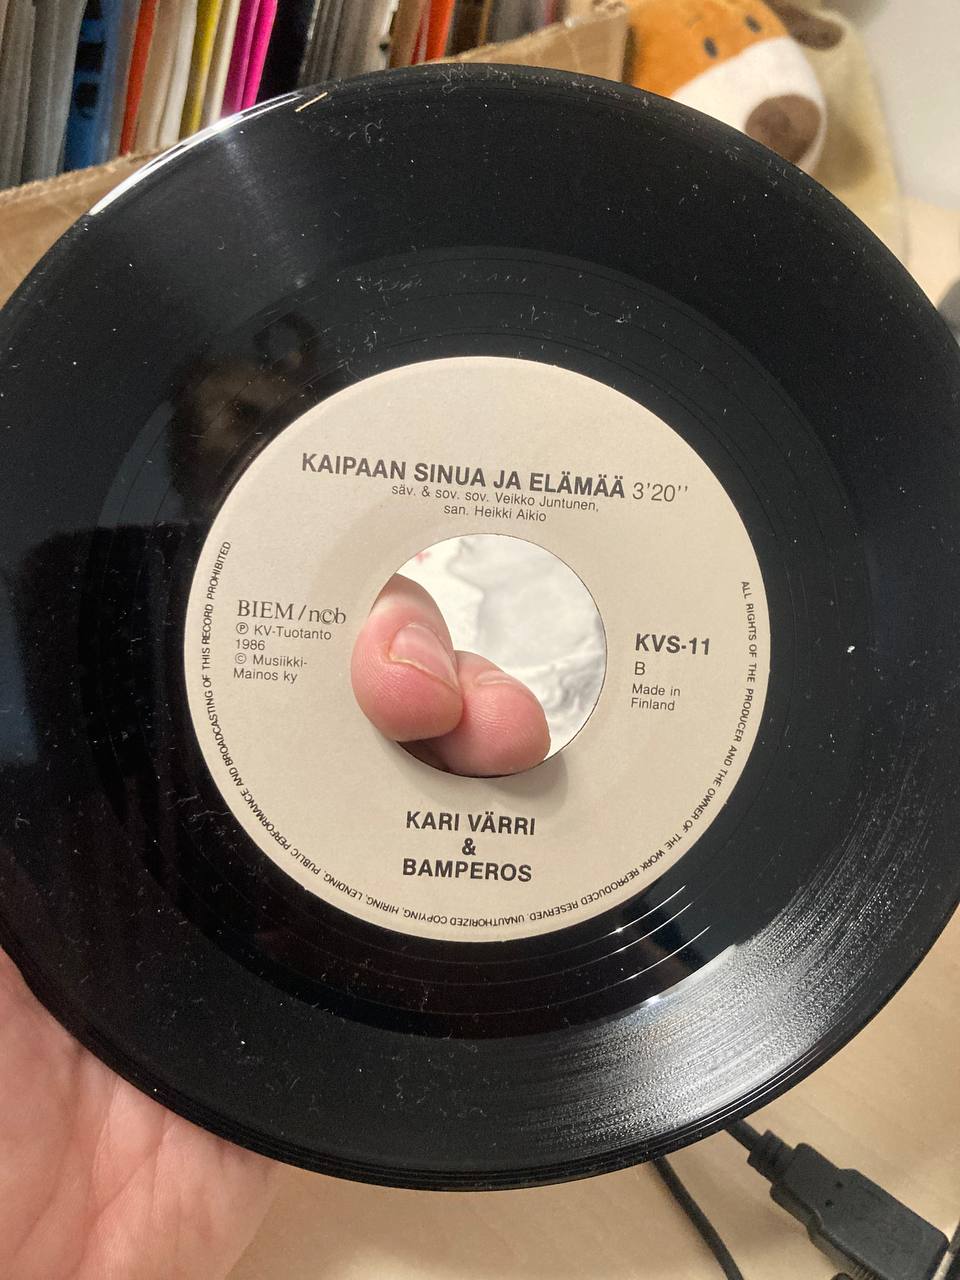 KAIPAAN SINUA JA ELÄMÄÄ 3'20''
säv. & sov. sov. Veikko Juntunen,
san. Heikki Aikio
BIEM/n©b
℗ KV-Tuotanto
1986
© Musiikki-
Mainos ky
KVS-11
B
Made in
Finland
KARI VÄRRI
&
BAMPEROS
ALL RIGHTS OF THE PRODUCER AND THE OWNER OF THE WORK REPRODUCED RESERVED. UNAUTHORIZED COPYING, HIRING, LENDING, PUBLIC PERFORMANCE AND BROADCASTING OF THIS RECORD PROHIBITED